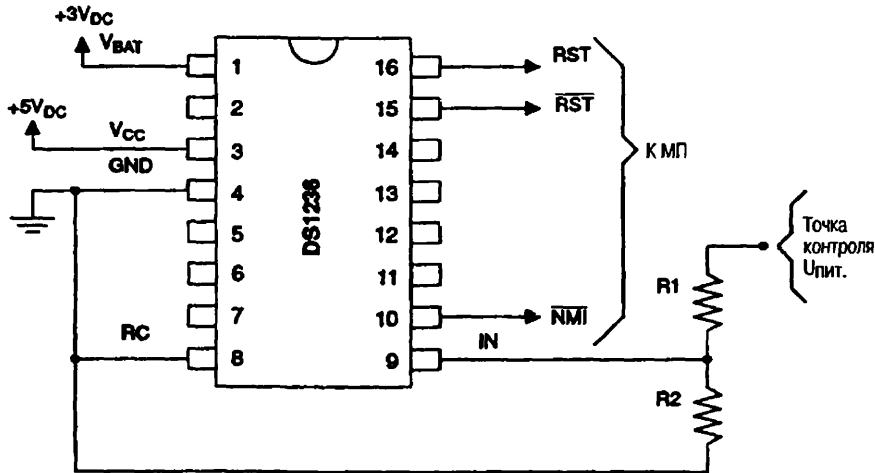 +3VDC
VBAT
+5VDC
VCC
GND
RC
1
2
3
4
5
6
7
8
DS1236
16
15
14
13
12
11
10
9
RST
RST
NMI
IN
К МП
R1
R2
Точка
контроля
Uпит.